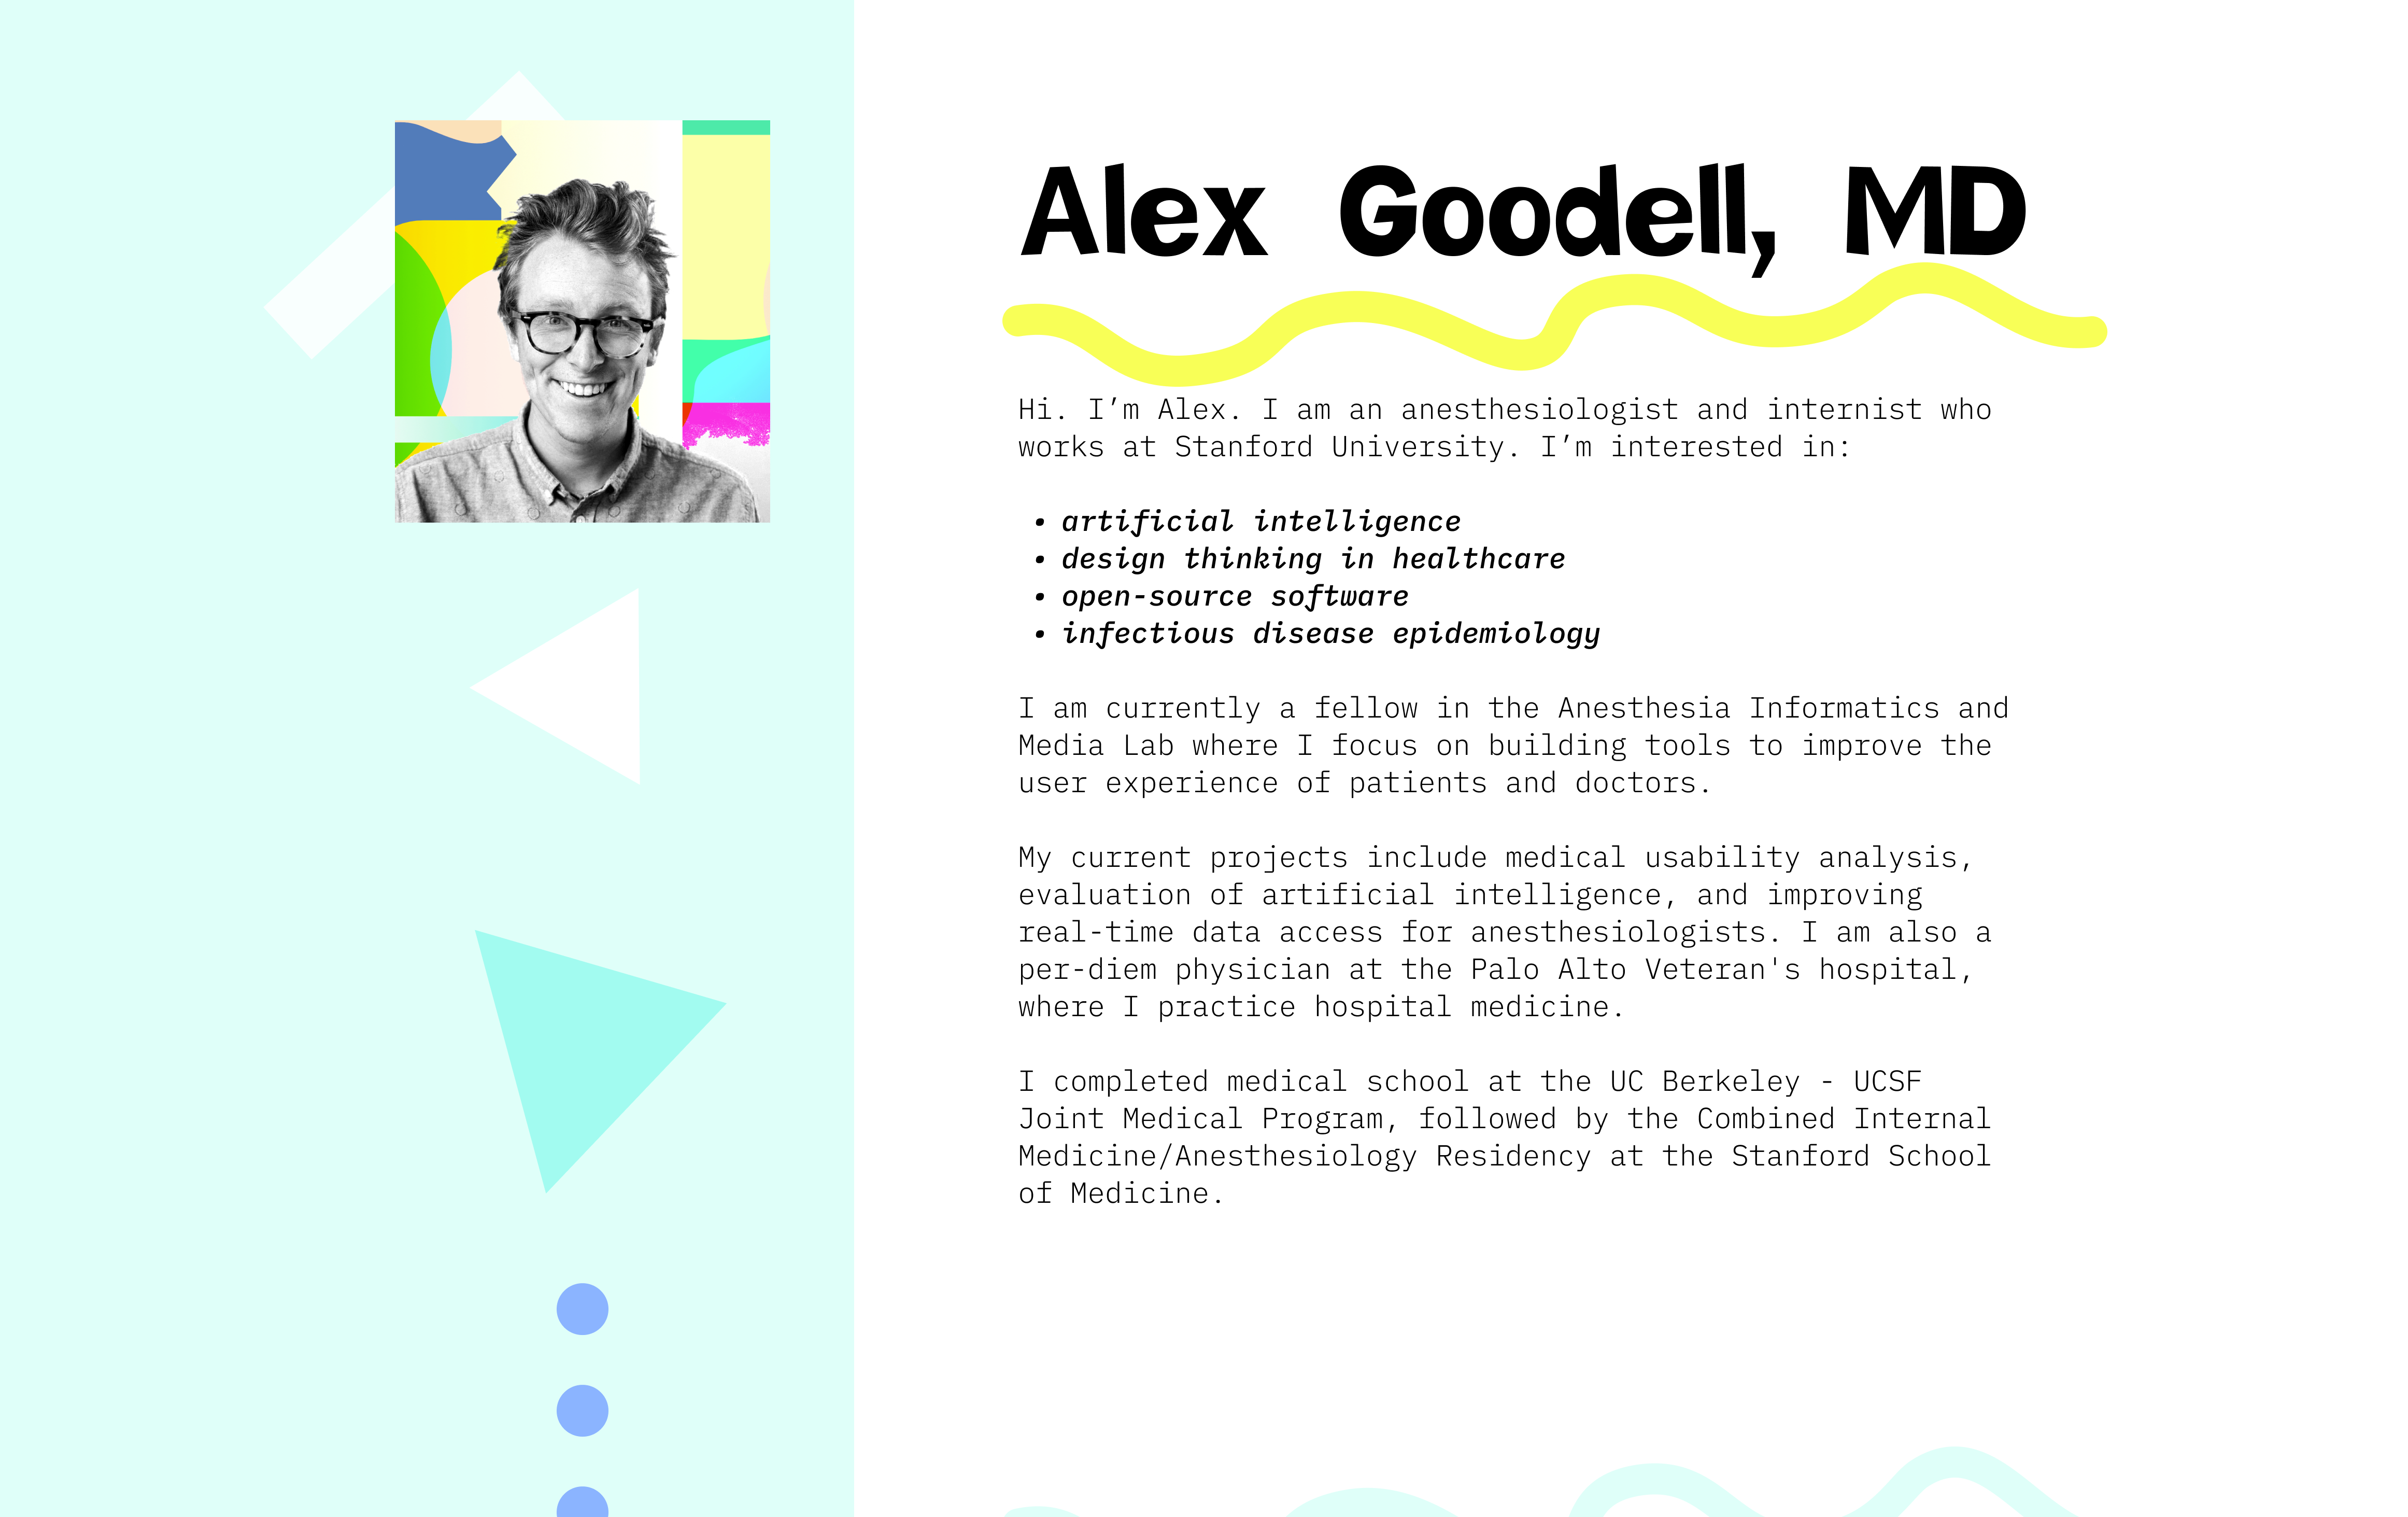 Alex Goodell, MD
Hi. I’m Alex. I am an anesthesiologist and internist who
works at Stanford University. I’m interested in:
• artificial intelligence
• design thinking in healthcare
• open-source software
• infectious disease epidemiology
I am currently a fellow in the Anesthesia Informatics and
Media Lab where I focus on building tools to improve the
user experience of patients and doctors.
My current projects include medical usability analysis,
evaluation of artificial intelligence, and improving
real-time data access for anesthesiologists. I am also a
per-diem physician at the Palo Alto Veteran's hospital,
where I practice hospital medicine.
I completed medical school at the UC Berkeley - UCSF
Joint Medical Program, followed by the Combined Internal
Medicine/Anesthesiology Residency at the Stanford School
of Medicine.